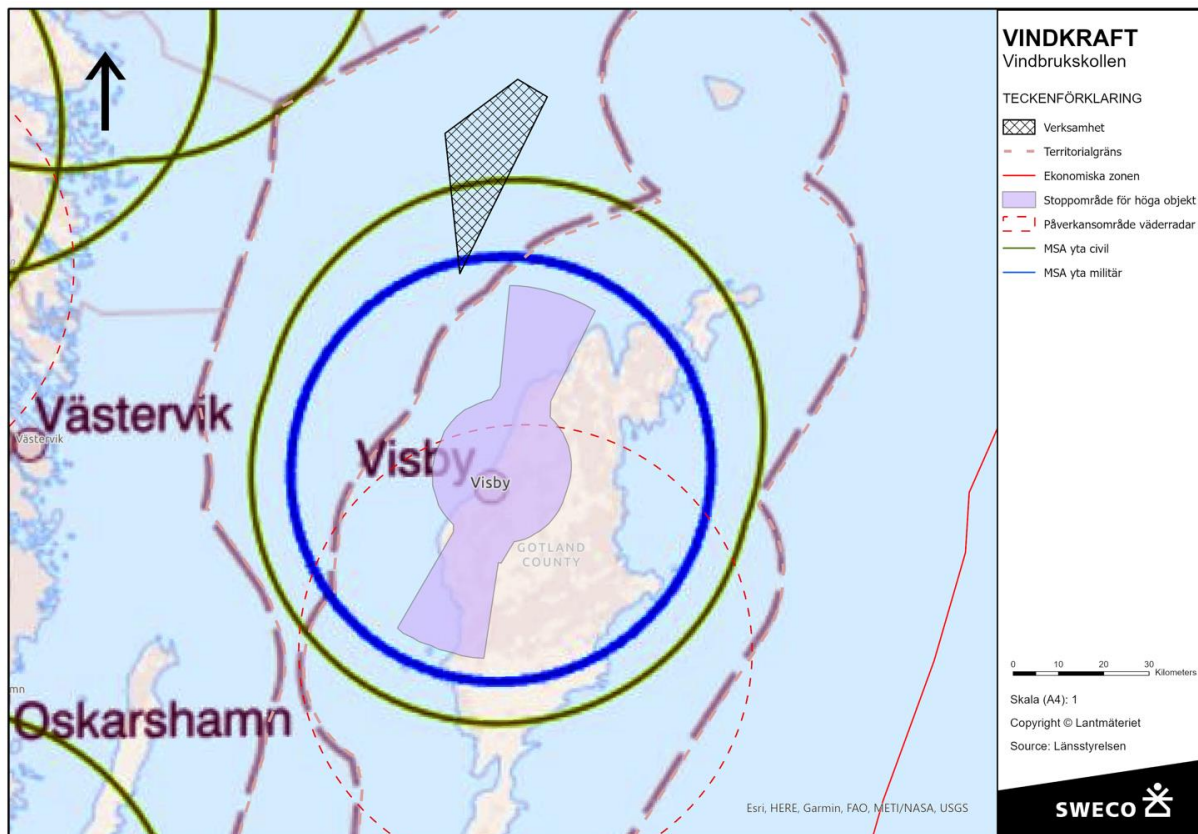 Västervik
Västervik
Visby
Visby
GOTLAND
COUNTY
mn
Oskarshamn
Esri, HERE, Garmin, FAO, METI/NASA, USGS
VINDKRAFT
Vindbrukskollen
TECKENFÖRKLARING
Verksamhet
Territorialgräns
Ekonomiska zonen
Stoppområde för höga objekt
Påverkansområde väderradar
MSA yta civil
MSA yta militär
0 10 20 30
Kilometers
Skala (A4): 1
Copyright © Lantmäteriet
Source: Länsstyrelsen
SWECO